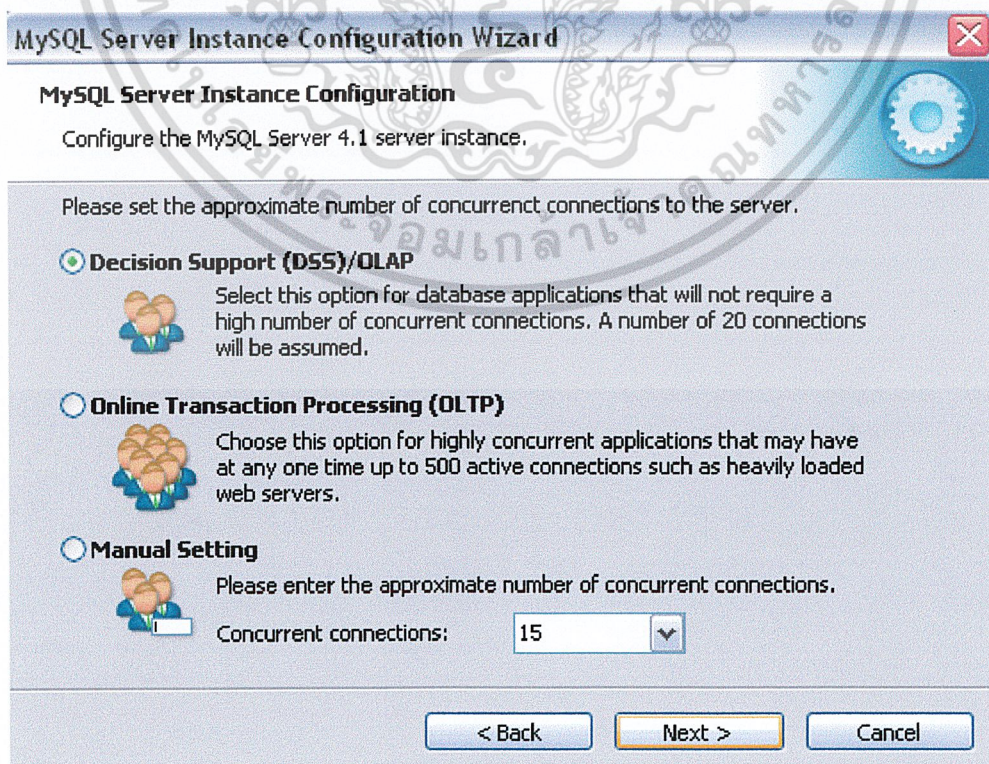 MySQL Server Instance Configuration Wizard
MySQL Server Instance Configuration
Configure the MySQL Server 4.1 server instance.
Please set the approximate number of concurrenct connections to the server.
Decision Support (DSS)/OLAP
Select this option for database applications that will not require a
high number of concurrent connections. A number of 20 connections
will be assumed.
Online Transaction Processing (OLTP)
Choose this option for highly concurrent applications that may have
at any one time up to 500 active connections such as heavily loaded
web servers.
Manual Setting
Please enter the approximate number of concurrent connections.
Concurrent connections: 15
< Back Next > Cancel